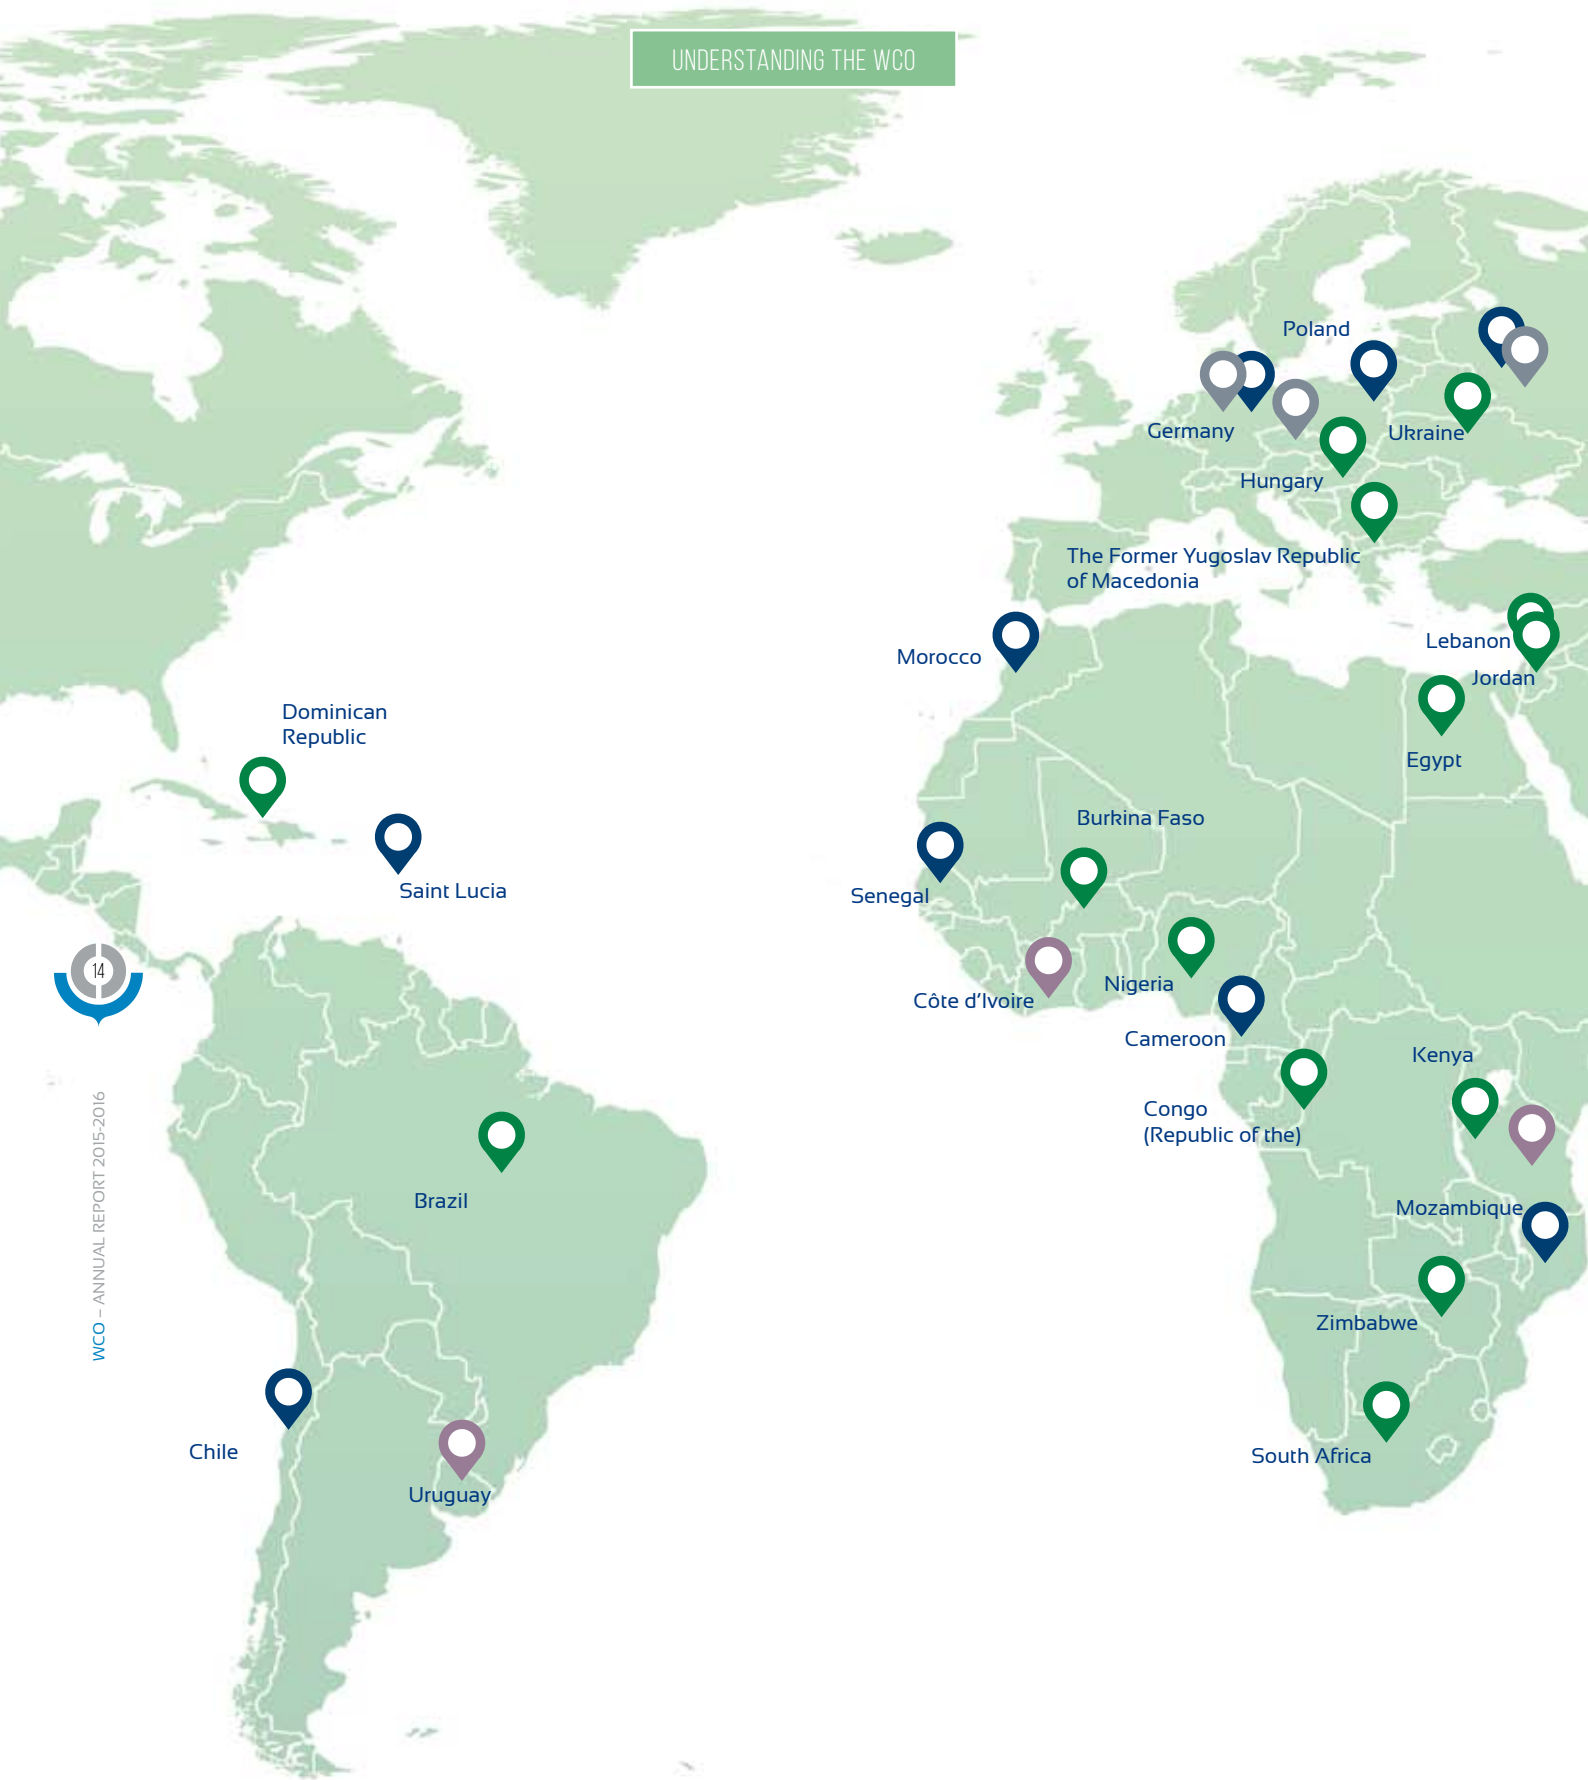 UNDERSTANDING THE WCO
Poland
Germany
Ukraine
Hungary
The Former Yugoslav Republic
of Macedonia
Morocco
Lebanon
Jordan
Egypt
Dominican
Republic
Saint Lucia
Burkina Faso
Senegal
Nigeria
Côte d'Ivoire
Cameroon
Kenya
Congo
(Republic of the)
Mozambique
Zimbabwe
South Africa
Brazil
Chile
Uruguay
14
WCO – ANNUAL REPORT 2015-2016